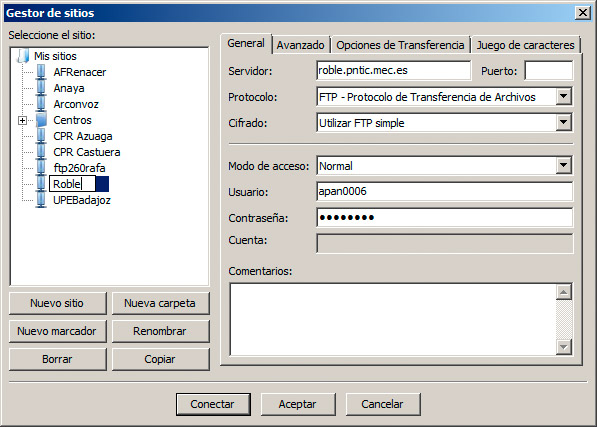 Gestor de sitios
Seleccione el sitio:
Mis sitios
AFRenacer
Anaya
Arconvoz
Centros
CPR Azuaga
CPR Castuera
ftp260rafa
Roble
UPEBadajoz
Nuevo sitio
Nueva carpeta
Nuevo marcador
Renombrar
Borrar
Copiar
General
Avanzado
Opciones de Transferencia
Juego de caracteres
Servidor:
roble.pntic.mec.es
Puerto:
Protocolo:
FTP - Protocolo de Transferencia de Archivos
Cifrado:
Utilizar FTP simple
Modo de acceso:
Normal
Usuario:
apan0006
Contraseña:
●●●●●●●●
Cuenta:
Comentarios:
Conectar
Aceptar
Cancelar